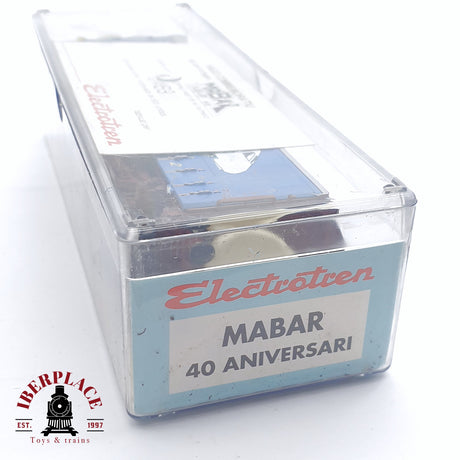 Electrotren
Electrotren
MABAR
40 ANIVERSARI
IBERPLACE
EST. 1997
Toys & trains